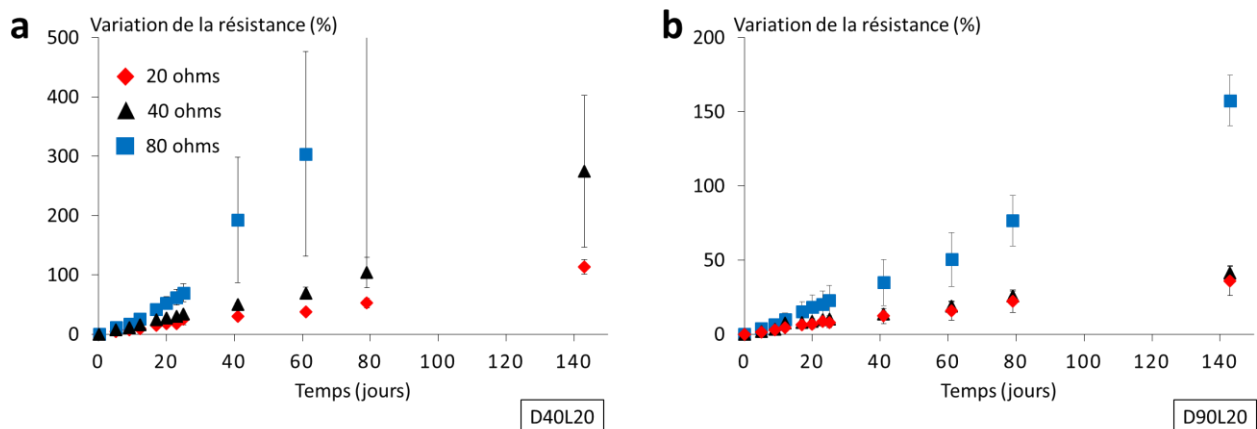 a
Variation de la résistance (%)
500
400
300
200
100
0
20 ohms
40 ohms
80 ohms
0 20 40 60 80 100 120 140
Temps (jours)
D40L20
b
Variation de la résistance (%)
200
150
100
50
0
0 20 40 60 80 100 120 140
Temps (jours)
D90L20